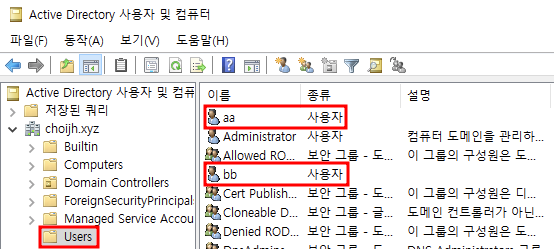 Active Directory 사용자 및 컴퓨터
파일(F) 동작(A) 보기(V) 도움말(H)
Active Directory 사용자 및 컴퓨
저장된 쿼리
choijh.xyz
Builtin
Computers
Domain Controllers
ForeignSecurityPrincipals
Managed Service Accou
Users
이름 종류 설명
aa 사용자
Administrator 사용자 컴퓨터 도메인을 관리하...
Allowed RO... 보안 그룹 - 도... 이 그룹의 구성원은 도...
bb 사용자
Cert Publish... 보안 그룹 - 도... 이 그룹의 구성원은 디...
Cloneable D... 보안 그룹 - 글... 도메인 컨트롤러가 아닌...
Denied ROD... 보안 그룹 - 도... 이 그룹의 구성원은 도...